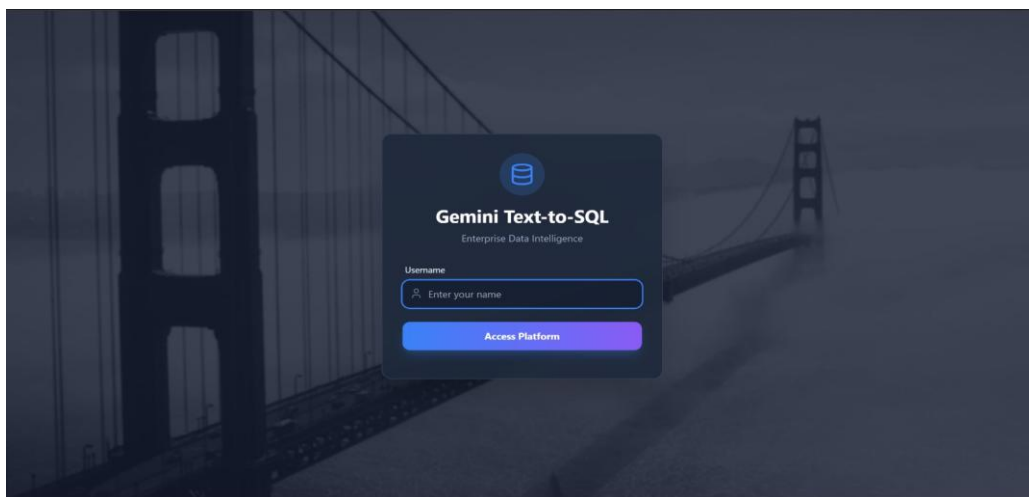 Gemini Text-to-SQL
Enterprise Data Intelligence
Username
Enter your name
Access Platform